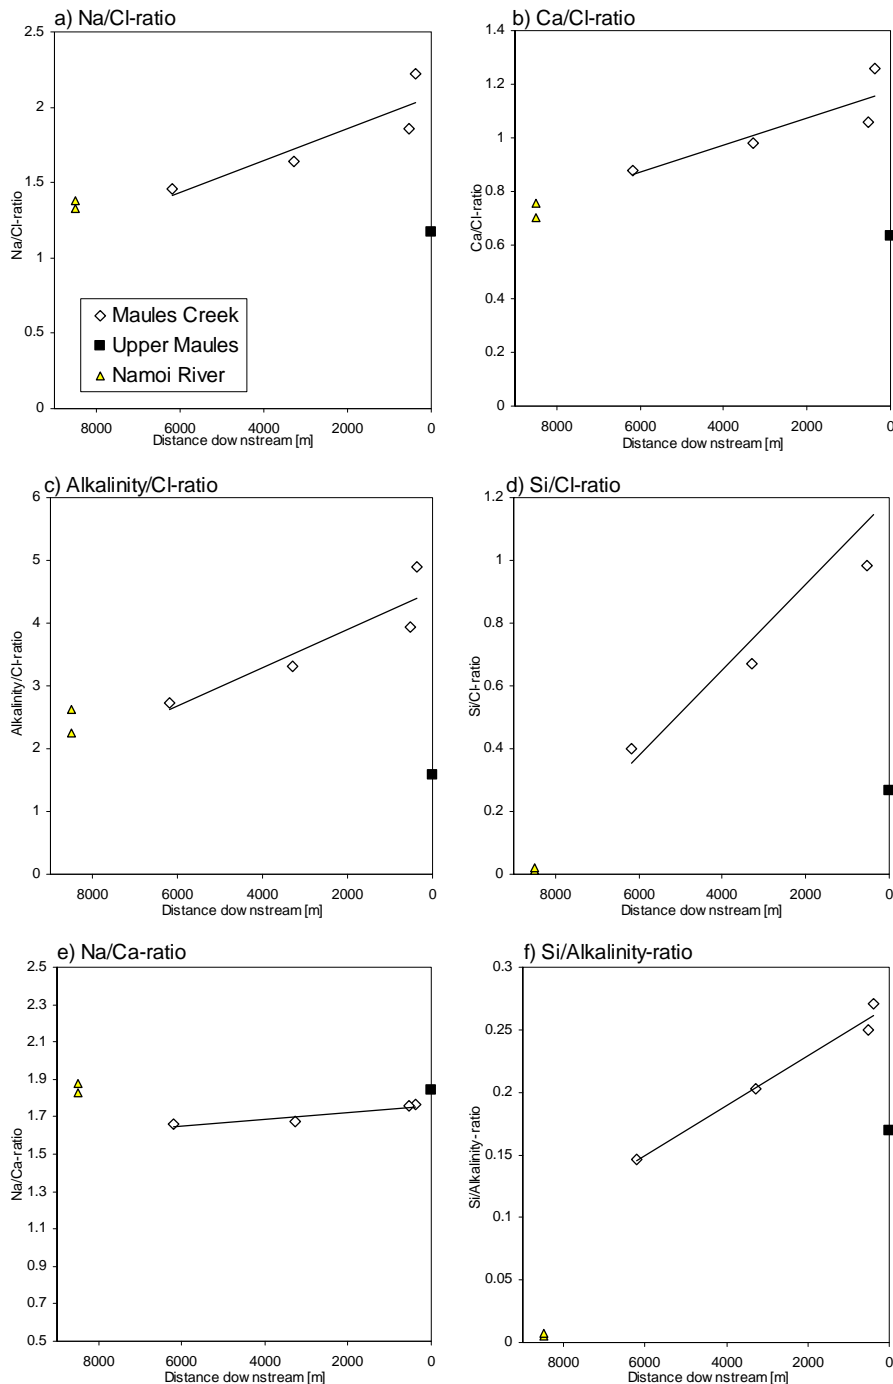 a) Na/Cl-ratio
2.5
2
1.5
1
0.5
0
Na/Cl-ratio
Maules Creek
Upper Maules
Namoi River
8000 6000 4000 2000 0
Distance dow nstream [m]
b) Ca/Cl-ratio
1.4
1.2
1
0.8
0.6
0.4
0.2
0
Ca/Cl-ratio
8000 6000 4000 2000 0
Distance dow nstream [m]
c) Alkalinity/Cl-ratio
6
5
4
3
2
1
0
Alkalinity/Cl-ratio
8000 6000 4000 2000 0
Distance dow nstream [m]
d) Si/Cl-ratio
1.2
1
0.8
0.6
0.4
0.2
0
Si/Cl-ratio
8000 6000 4000 2000 0
Distance dow nstream [m]
e) Na/Ca-ratio
2.5
2.3
2.1
1.9
1.7
1.5
1.3
1.1
0.9
0.7
0.5
Na/Ca-ratio
8000 6000 4000 2000 0
Distance dow nstream [m]
f) Si/Alkalinity-ratio
0.3
0.25
0.2
0.15
0.1
0.05
0
Si/Alkalinity-ratio
8000 6000 4000 2000 0
Distance dow nstream [m]